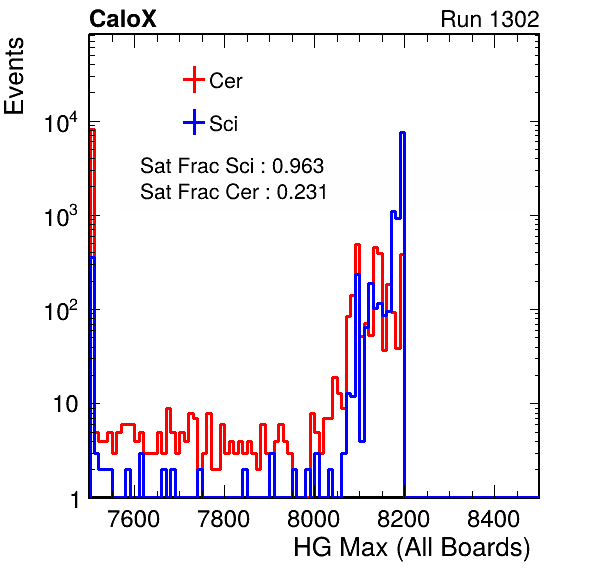 CaloX Run 1302
Events
Cer
Sci
Sat Frac Sci : 0.963
Sat Frac Cer : 0.231
10^4
10^3
10^2
10
1
7600 7800 8000 8200 8400
HG Max (All Boards)